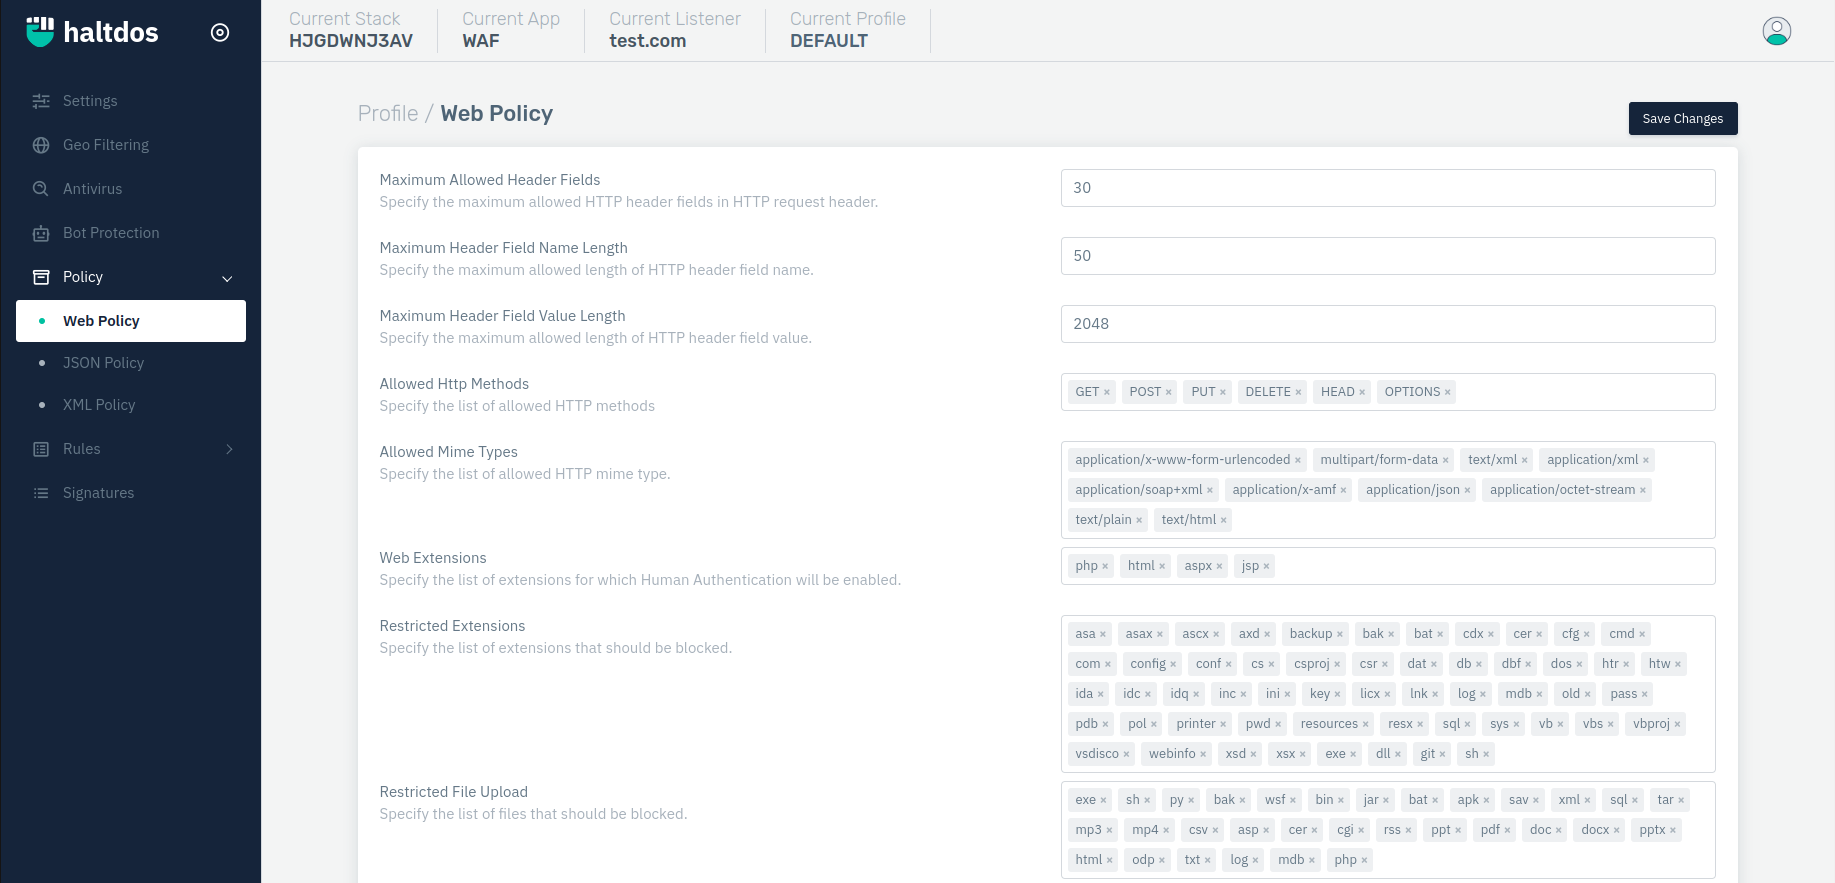 haltdos
Current Stack
HJGDWNJ3AV
Current App
WAF
Current Listener
test.com
Current Profile
DEFAULT
Settings
Geo Filtering
Antivirus
Bot Protection
Policy
Web Policy
JSON Policy
XML Policy
Rules
Signatures
Profile / Web Policy
Save Changes
Maximum Allowed Header Fields
Specify the maximum allowed HTTP header fields in HTTP request header.
30
Maximum Header Field Name Length
Specify the maximum allowed length of HTTP header field name.
50
Maximum Header Field Value Length
Specify the maximum allowed length of HTTP header field value.
2048
Allowed Http Methods
Specify the list of allowed HTTP methods
GET × POST × PUT × DELETE × HEAD × OPTIONS ×
Allowed Mime Types
Specify the list of allowed HTTP mime type.
application/x-www-form-urlencoded × multipart/form-data × text/xml × application/xml ×
application/soap+xml × application/x-amf × application/json × application/octet-stream ×
text/plain × text/html ×
Web Extensions
Specify the list of extensions for which Human Authentication will be enabled.
php × html × aspx × jsp ×
Restricted Extensions
Specify the list of extensions that should be blocked.
asa × asax × ascx × axd × backup × bak × bat × cdx × cer × cfg × cmd ×
com × config × conf × cs × csproj × csr × dat × db × dbf × dos × htr × htw ×
ida × idc × idq × inc × ini × key × licx × lnk × log × mdb × old × pass ×
pdb × pol × printer × pwd × resources × resx × sql × sys × vb × vbs × vbproj ×
vsdisco × webinfo × xsd × xsx × exe × dll × git × sh ×
Restricted File Upload
Specify the list of files that should be blocked.
exe × sh × py × bak × wsf × bin × jar × bat × apk × sav × xml × sql × tar ×
mp3 × mp4 × csv × asp × cer × cgi × rss × ppt × pdf × doc × docx × pptx ×
html × odp × txt × log × mdb × php ×